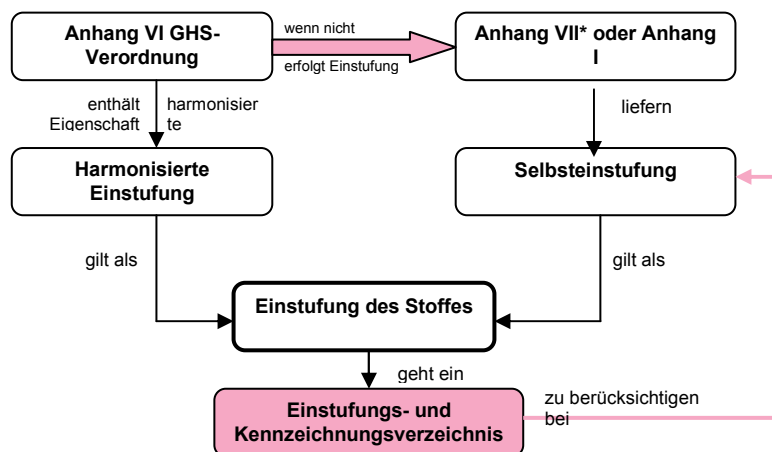 Anhang VI GHS-
Verordnung
wenn nicht
erfolgt Einstufung
Anhang VII* oder Anhang
I
enthält harmonisier
Eigenschaft te
liefern
Harmonisierte
Einstufung
Selbsteinstufung
gilt als
gilt als
Einstufung des Stoffes
geht ein
Einstufungs- und
Kennzeichnungsverzeichnis
zu berücksichtigen
bei